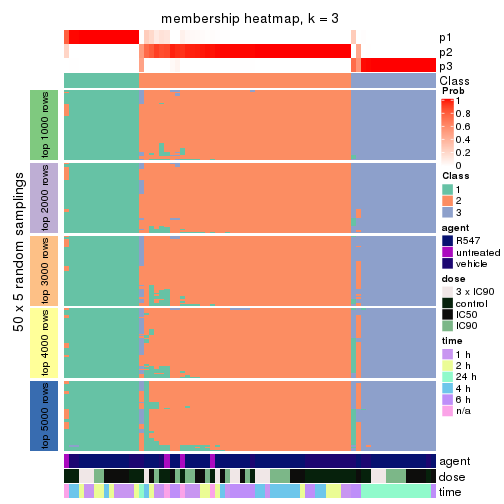 membership heatmap, k = 3
p1
p2
p3
Class
50 x 5 random samplings
top 1000 rows
top 2000 rows
top 3000 rows
top 4000 rows
top 5000 rows
agent
dose
time
Prob
1
0.8
0.6
0.4
0.2
0
Class
1
2
3
agent
R547
untreated
vehicle
dose
3 x IC90
control
IC50
IC90
time
1 h
2 h
24 h
4 h
6 h
n/a